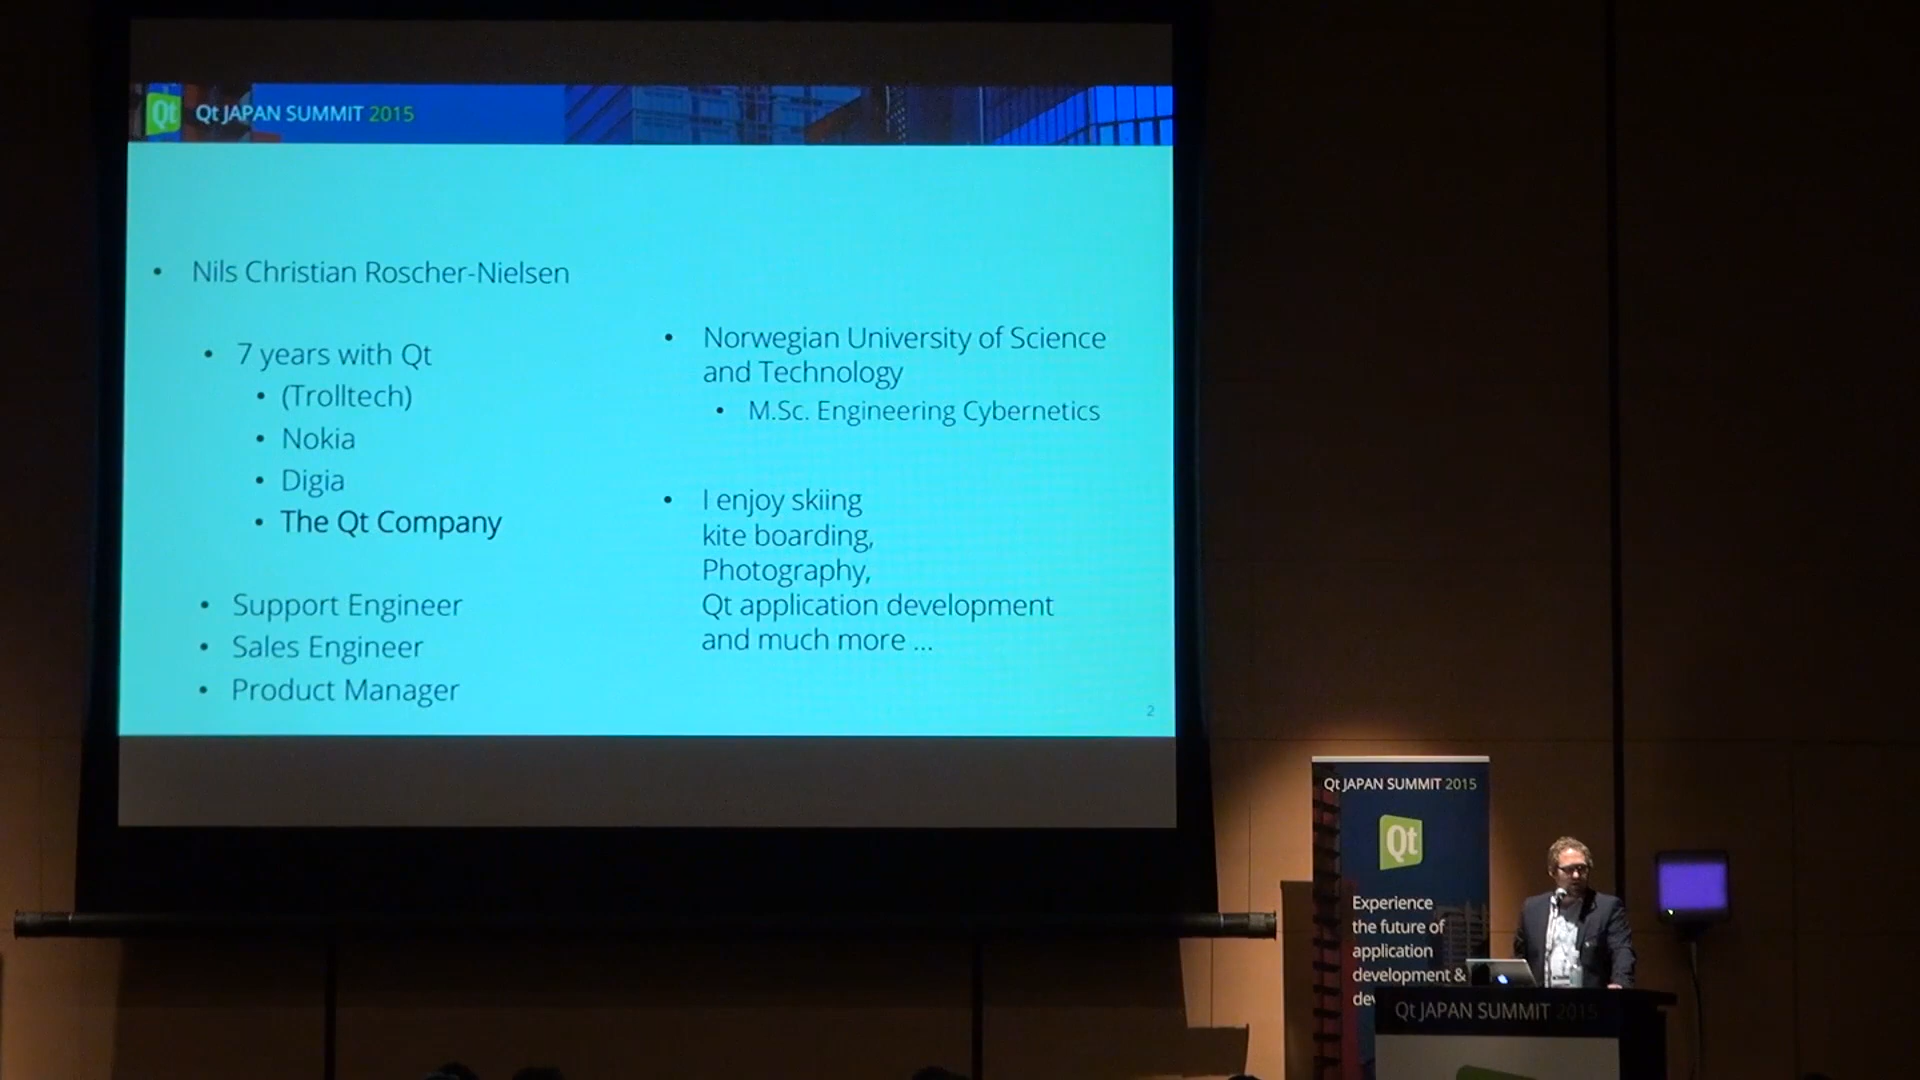 Qt
Qt JAPAN SUMMIT 2015
• Nils Christian Roscher-Nielsen
• 7 years with Qt
• (Trolltech)
• Nokia
• Digia
• The Qt Company
• Support Engineer
• Sales Engineer
• Product Manager
• Norwegian University of Science
and Technology
• M.Sc. Engineering Cybernetics
• I enjoy skiing
kite boarding,
Photography,
Qt application development
and much more ...
2
Qt JAPAN SUMMIT 2015
Qt
Experience
the future of
application
development &
Qt JAPAN SUMMIT 2015